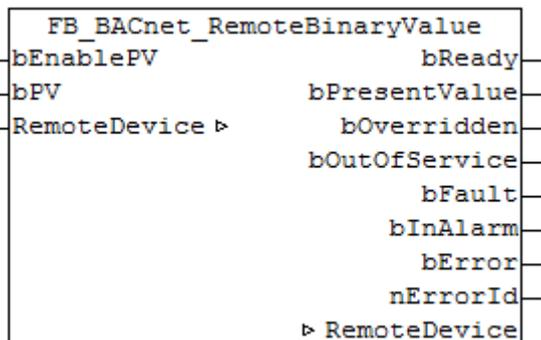 FB_BACnet_RemoteBinaryValue
bEnablePV bReady
bPV bPresentValue
RemoteDevice ▷ bOverridden
bOutOfService
bFault
bInAlarm
bError
nErrorId
▷ RemoteDevice